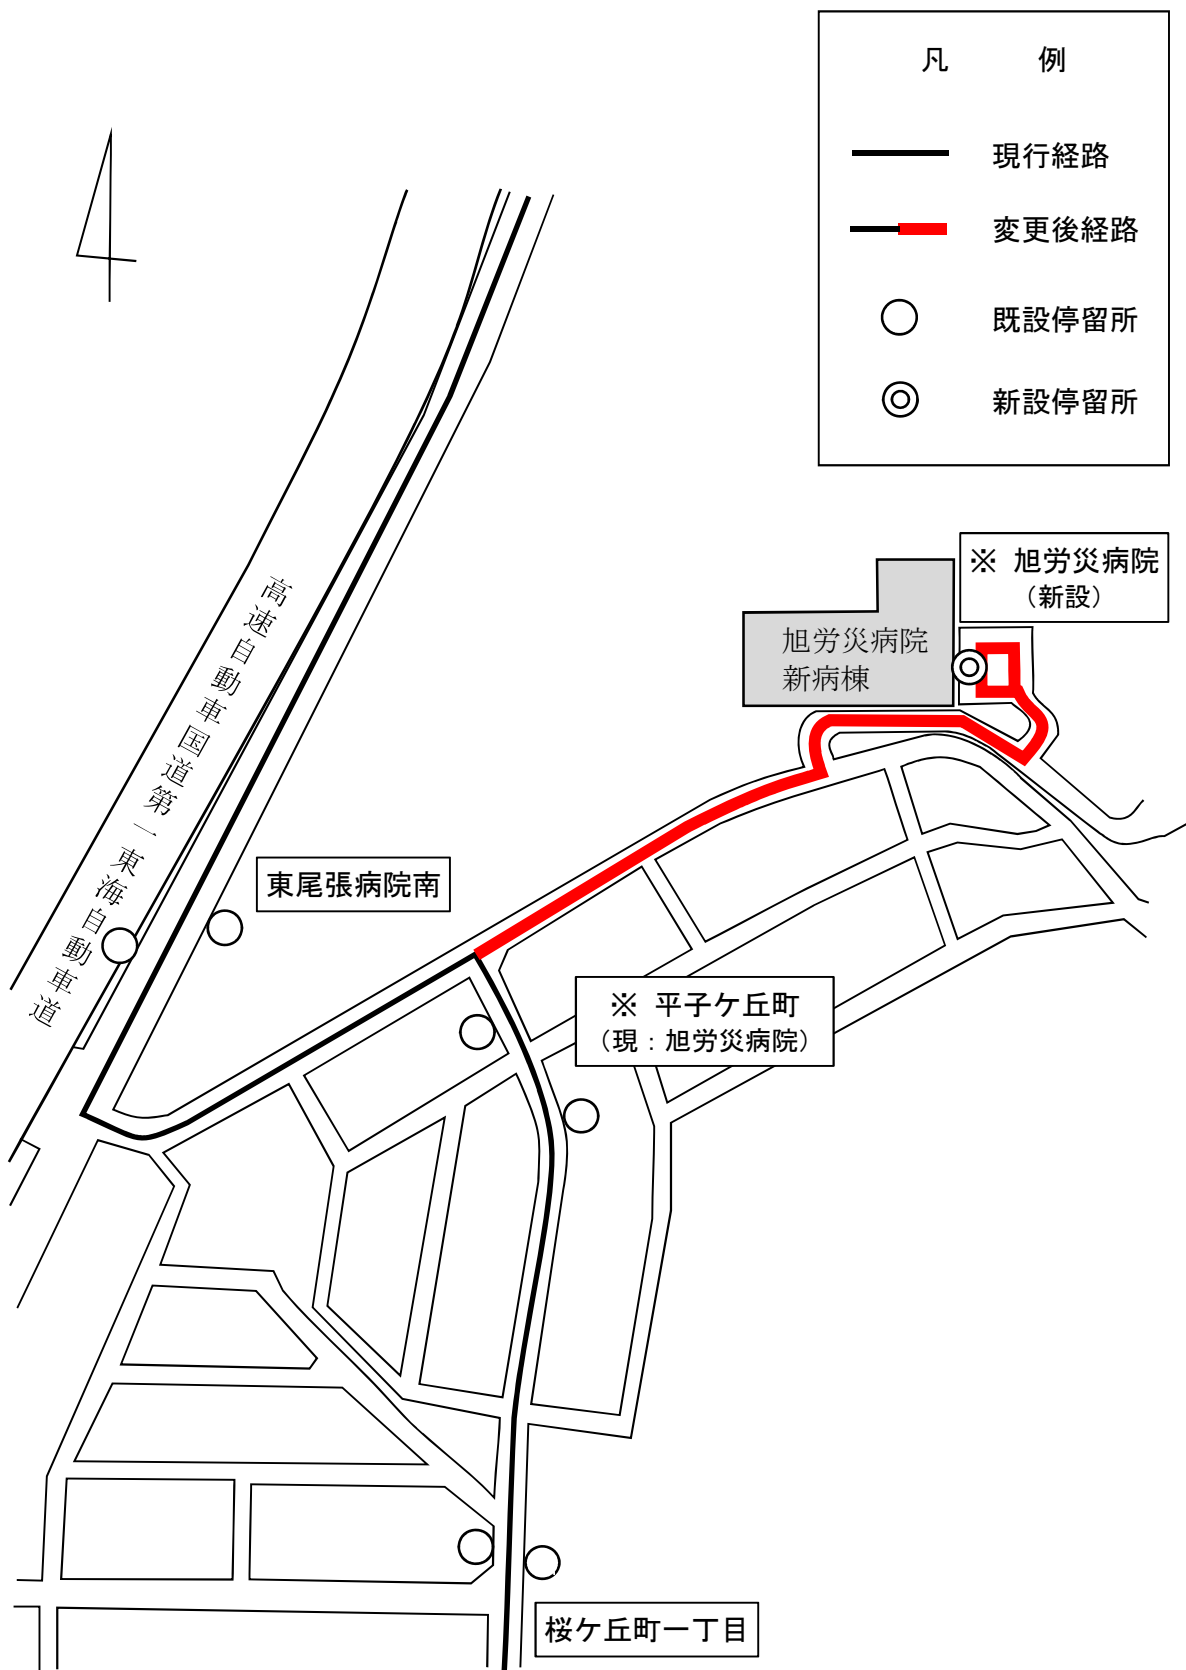 凡 例
現行経路
変更後経路
既設停留所
新設停留所
※ 旭労災病院
(新設)
旭労災病院
新病棟
高速自動車国道第一東海自動車道
東尾張病院南
※ 平子ケ丘町
(現：旭労災病院)
桜ケ丘町一丁目